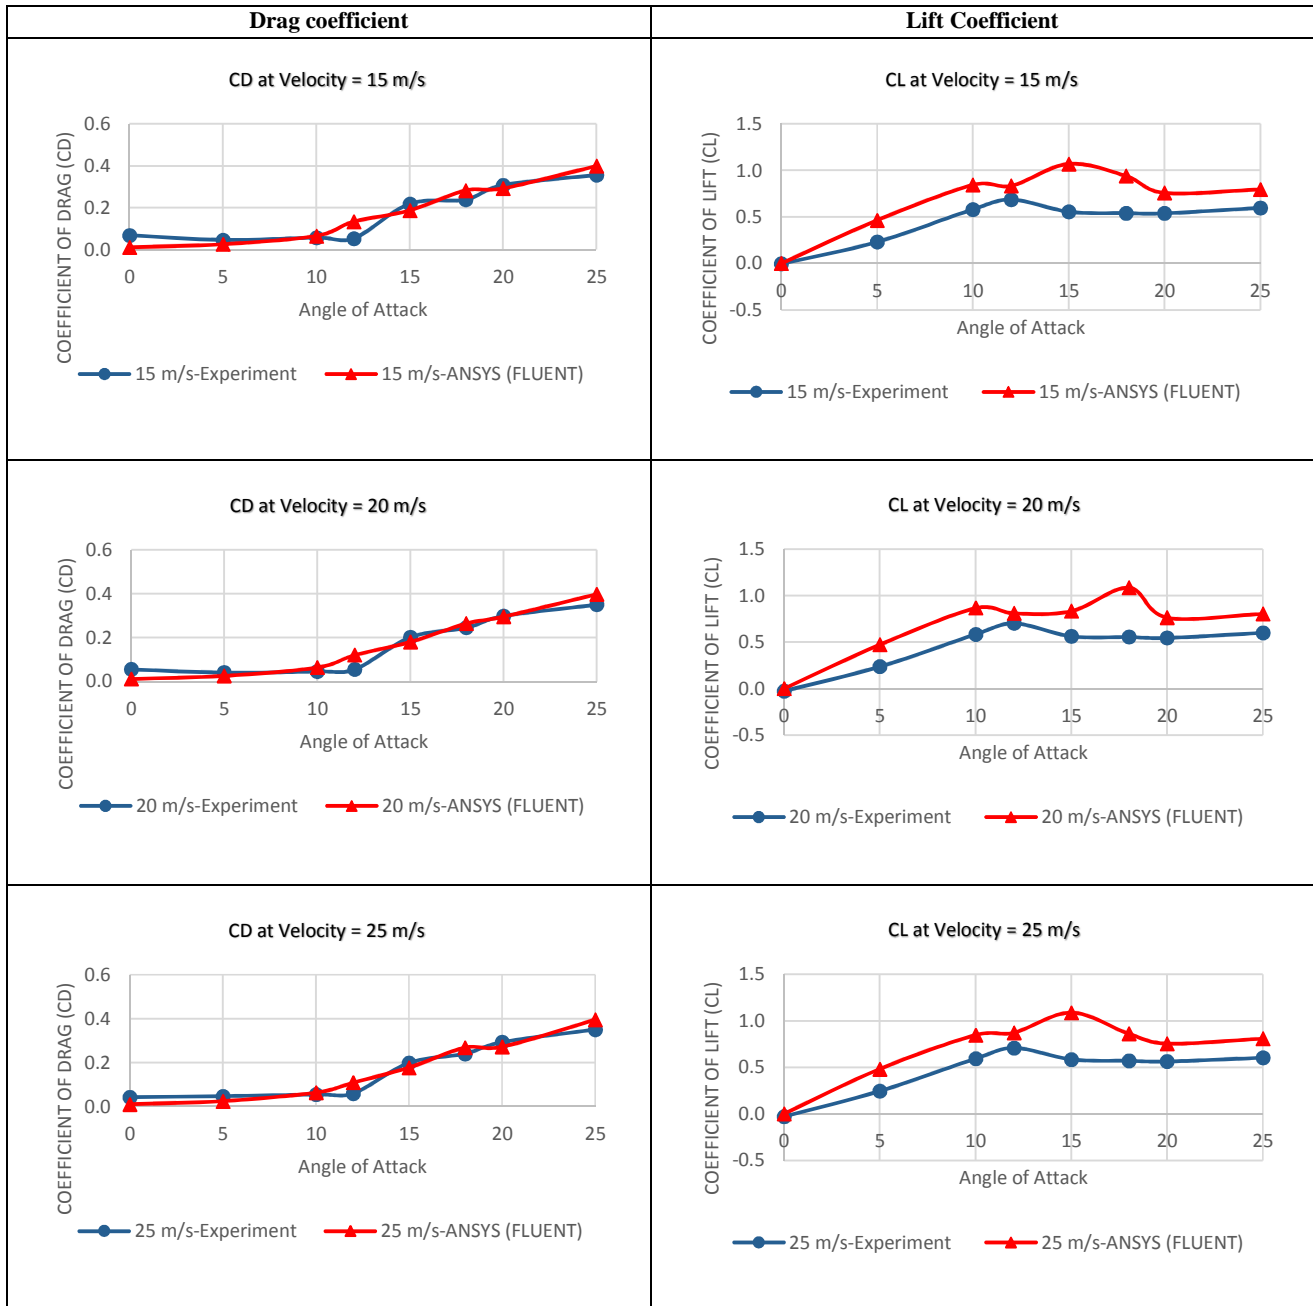 Drag coefficient
Lift Coefficient
CD at Velocity = 15 m/s
COEFFICIENT OF DRAG (CD)
0.6
0.4
0.2
0.0
0 5 10 15 20 25
Angle of Attack
15 m/s-Experiment 15 m/s-ANSYS (FLUENT)
CL at Velocity = 15 m/s
COEFFICIENT OF LIFT (CL)
1.5
1.0
0.5
0.0
-0.5
0 5 10 15 20 25
Angle of Attack
15 m/s-Experiment 15 m/s-ANSYS (FLUENT)
CD at Velocity = 20 m/s
COEFFICIENT OF DRAG (CD)
0.6
0.4
0.2
0.0
0 5 10 15 20 25
Angle of Attack
20 m/s-Experiment 20 m/s-ANSYS (FLUENT)
CL at Velocity = 20 m/s
COEFFICIENT OF LIFT (CL)
1.5
1.0
0.5
0.0
-0.5
0 5 10 15 20 25
Angle of Attack
20 m/s-Experiment 20 m/s-ANSYS (FLUENT)
CD at Velocity = 25 m/s
COEFFICIENT OF DRAG (CD)
0.6
0.4
0.2
0.0
0 5 10 15 20 25
Angle of Attack
25 m/s-Experiment 25 m/s-ANSYS (FLUENT)
CL at Velocity = 25 m/s
COEFFICIENT OF LIFT (CL)
1.5
1.0
0.5
0.0
-0.5
0 5 10 15 20 25
Angle of Attack
25 m/s-Experiment 25 m/s-ANSYS (FLUENT)